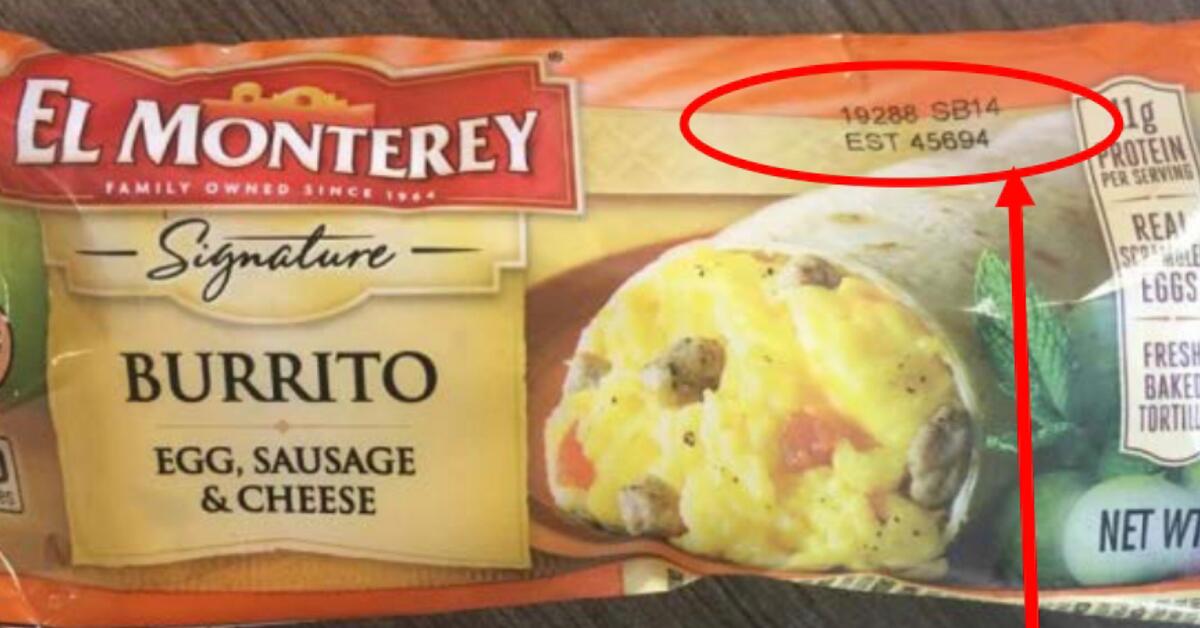 EL MONTEREY
FAMILY OWNED SINCE 1964
Signature
BURRITO
EGG, SAUSAGE
& CHEESE
19288 SB14
EST 45694
11g
PROTEIN
PER SERVING
REAL
EGGS
FRESH
BAKED
NET WT